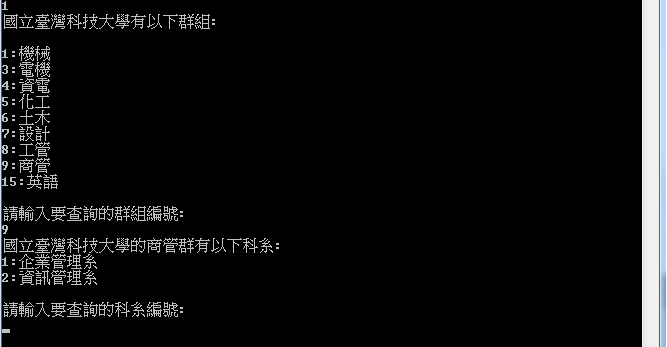 1
國立臺灣科技大學有以下群組:
1:機械
3:電機
4:資電
5:化工
6:土木
7:設計
8:工管
9:商管
15:英語
請輸入要查詢的群組編號:
9
國立臺灣科技大學的商管群有以下科系:
1:企業管理系
2:資訊管理系
請輸入要查詢的科系編號: